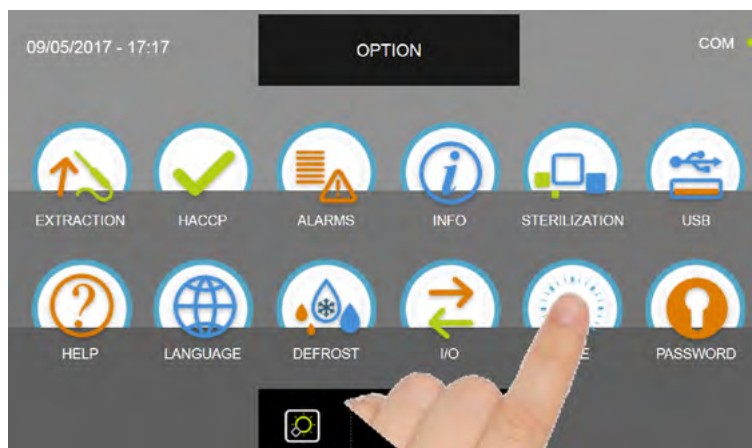 09/05/2017 - 17:17
OPTION
COM
EXTRACTION
HACCP
ALARMS
INFO
STERILIZATION
USB
HELP
LANGUAGE
DEFROST
I/O
PASSWORD